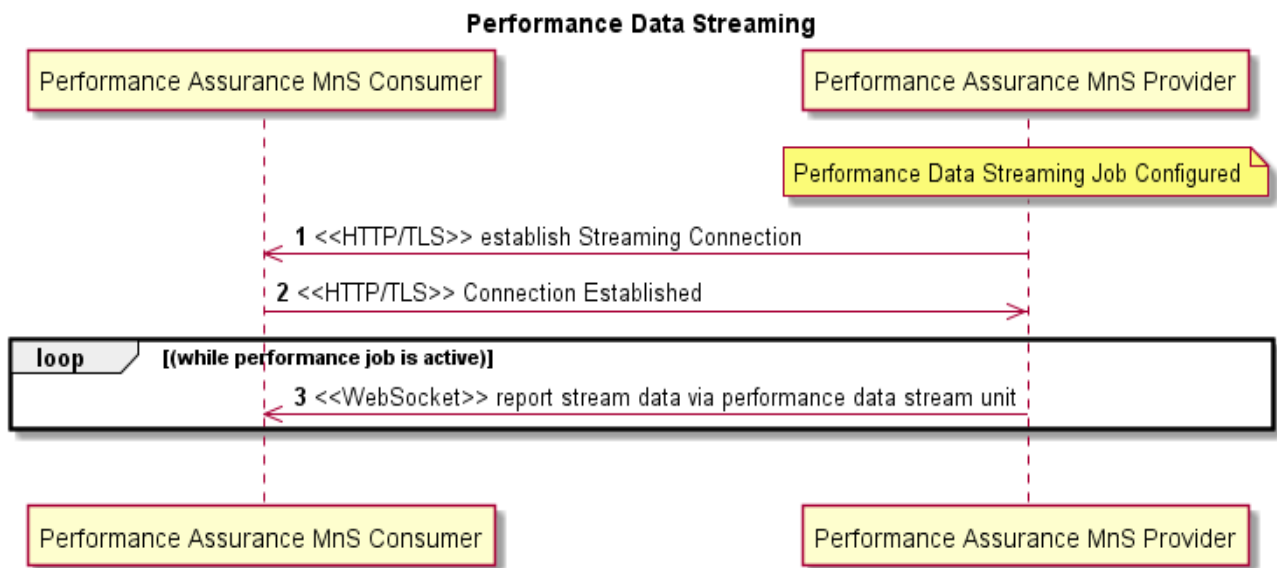 Performance Data Streaming
Performance Assurance MnS Consumer
Performance Assurance MnS Provider
Performance Data Streaming Job Configured
1 <<HTTP/TLS>> establish Streaming Connection
2 <<HTTP/TLS>> Connection Established
loop [(while performance job is active)]
3 <<WebSocket>> report stream data via performance data stream unit
Performance Assurance MnS Consumer
Performance Assurance MnS Provider